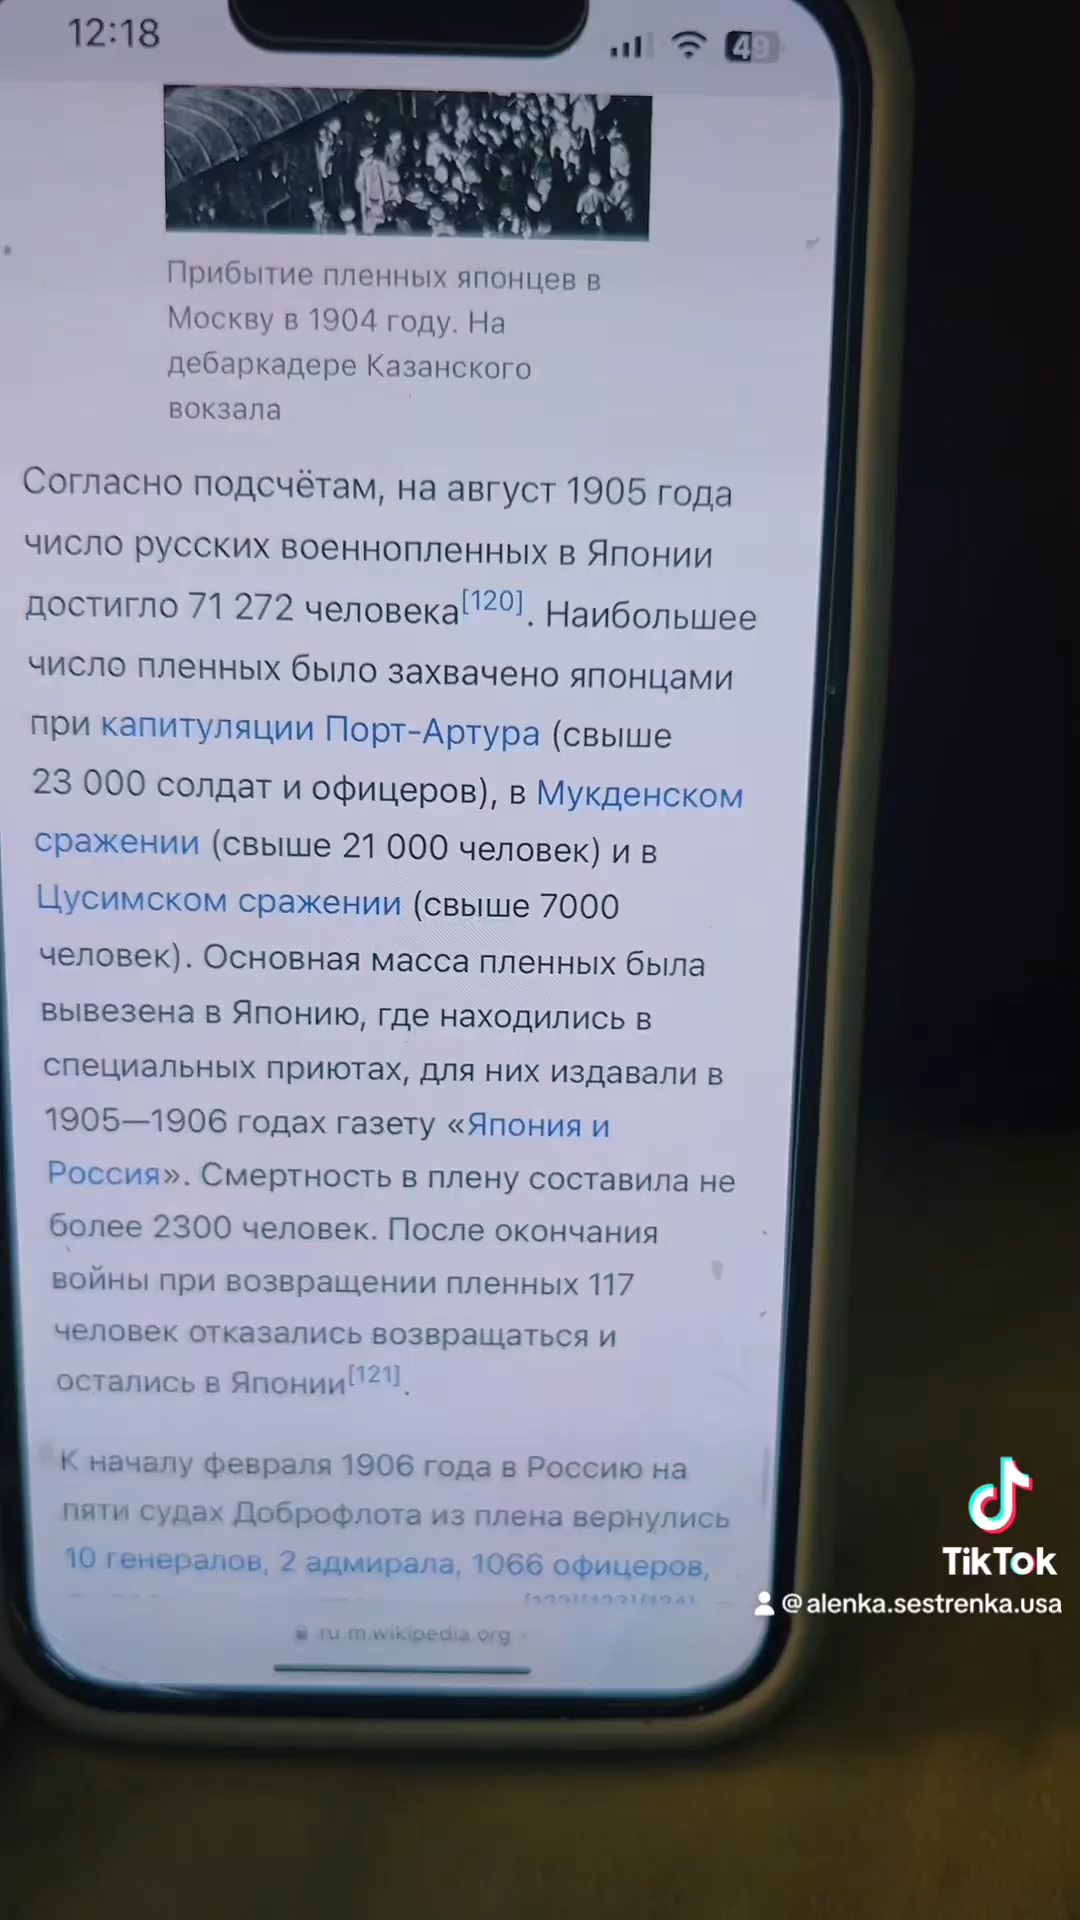 12:18
49
Прибытие пленных японцев в
Москву в 1904 году. На
дебаркадере Казанского
вокзала
Согласно подсчётам, на август 1905 года
число русских военнопленных в Японии
достигло 71 272 человека[120]. Наибольшее
число пленных было захвачено японцами
при капитуляции Порт-Артура (свыше
23 000 солдат и офицеров), в Мукденском
сражении (свыше 21 000 человек) и в
Цусимском сражении (свыше 7000
человек). Основная масса пленных была
вывезена в Японию, где находились в
специальных приютах, для них издавали в
1905—1906 годах газету «Япония и
Россия». Смертность в плену составила не
более 2300 человек. После окончания
войны при возвращении пленных 117
человек отказались возвращаться и
остались в Японии[121].
К началу февраля 1906 года в Россию на
пяти судах Доброфлота из плена вернулись
10 генералов, 2 адмирала, 1066 офицеров,
ru.m.wikipedia.org
TikTok
@alenka.sestrenka.usa